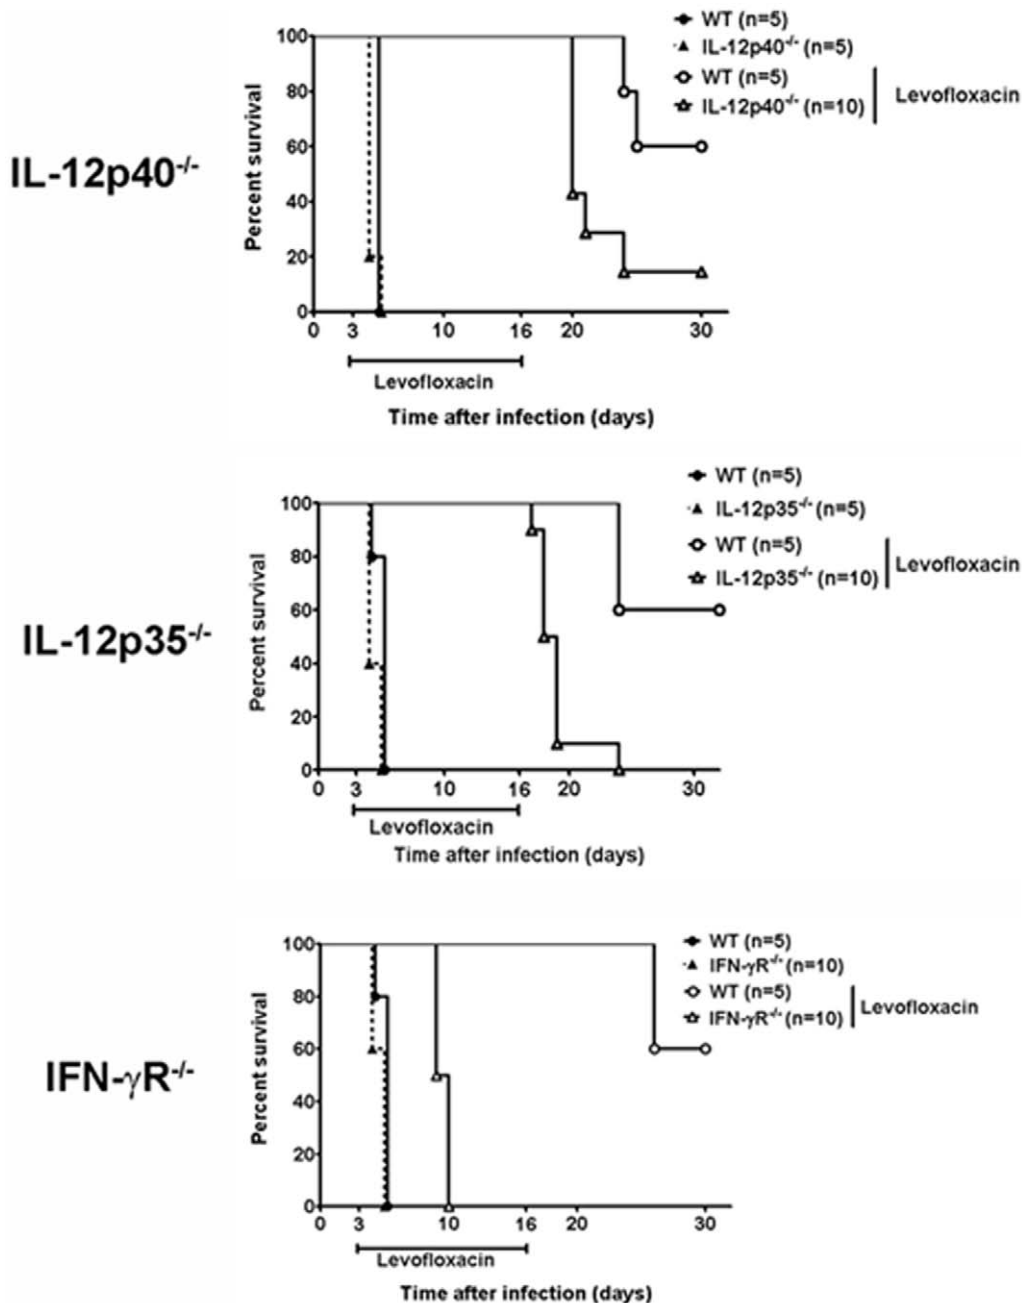 WT (n=5)
IL-12p40-/- (n=5)
WT (n=5)
IL-12p40-/- (n=10)
Levofloxacin
IL-12p40-/-
Percent survival
100
80
60
40
20
0
0 3 10 16 20 30
Levofloxacin
Time after infection (days)
WT (n=5)
IL-12p35-/- (n=5)
WT (n=5)
IL-12p35-/- (n=10)
Levofloxacin
IL-12p35-/-
Percent survival
100
80
60
40
20
0
0 3 10 16 20 30
Levofloxacin
Time after infection (days)
WT (n=5)
IFN-γR-/- (n=10)
WT (n=5)
IFN-γR-/- (n=10)
Levofloxacin
IFN-γR-/-
Percent survival
100
80
60
40
20
0
0 3 10 16 20 30
Levofloxacin
Time after infection (days)